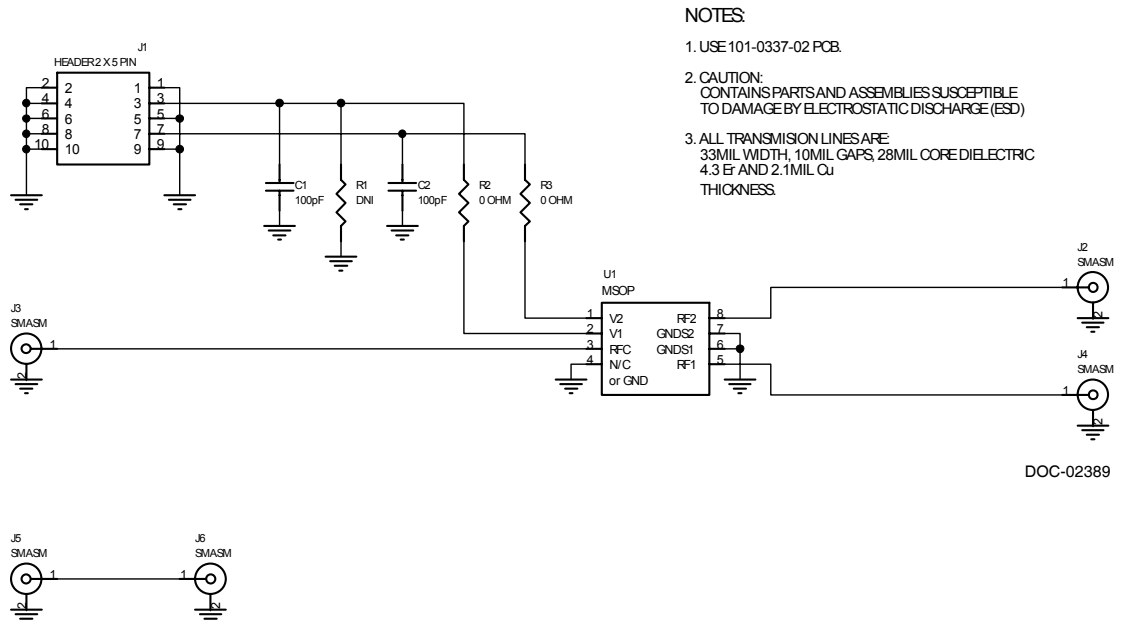 NOTES:
1. USE 101-0337-02 PCB.
2. CAUTION:
CONTAINS PARTS AND ASSEMBLIES SUSCEPTIBLE
TO DAMAGE BY ELECTROSTATIC DISCHARGE (ESD)
3. ALL TRANSMISION LINES ARE:
33MIL WIDTH, 10MIL GAPS, 28MIL CORE DIELECTRIC
4.3 Er AND 2.1MIL Cu
THICKNESS.
J1
HEADER 2 X 5 PIN
2 2 1 1
4 4 3 3
6 6 5 5
8 8 7 7
10 10 9 9
C1
100pF
R1
DNI
C2
100pF
R2
0 OHM
R3
0 OHM
U1
MSOP
1 V2 RF2 8
2 V1 GNDS2 7
3 RFC GNDS1 6
4 N/C RF1 5
or GND
J2
SMASM
1
2
J3
SMASM
1
2
J4
SMASM
1
2
DOC-02389
J5
SMASM
1
2
J6
SMASM
1
2